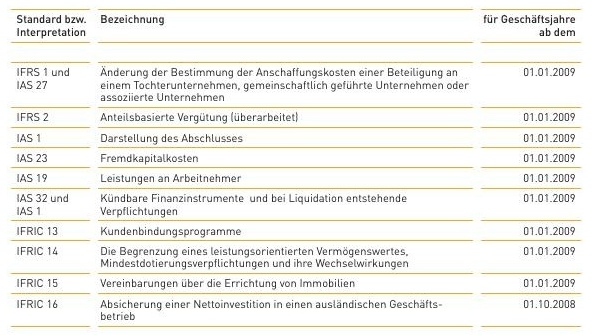 Standard bzw. Bezeichnung für Geschäftsjahre
Interpretation ab dem
IFRS 1 und Änderung der Bestimmung der Anschaffungskosten einer Beteiligung an 01.01.2009
IAS 27 einem Tochterunternehmen, gemeinschaftlich geführte Unternehmen oder
assoziierte Unternehmen
IFRS 2 Anteilsbasierte Vergütung (überarbeitet) 01.01.2009
IAS 1 Darstellung des Abschlusses 01.01.2009
IAS 23 Fremdkapitalkosten 01.01.2009
IAS 19 Leistungen an Arbeitnehmer 01.01.2009
IAS 32 und Kündbare Finanzinstrumente und bei Liquidation entstehende 01.01.2009
IAS 1 Verpflichtungen
IFRIC 13 Kundenbindungsprogramme 01.01.2009
IFRIC 14 Die Begrenzung eines leistungsorientierten Vermögenswertes, 01.01.2009
Mindestdotierungsverpflichtungen und ihre Wechselwirkungen
IFRIC 15 Vereinbarungen über die Errichtung von Immobilien 01.01.2009
IFRIC 16 Absicherung einer Nettoinvestition in einen ausländischen Geschäfts- 01.10.2008
betrieb